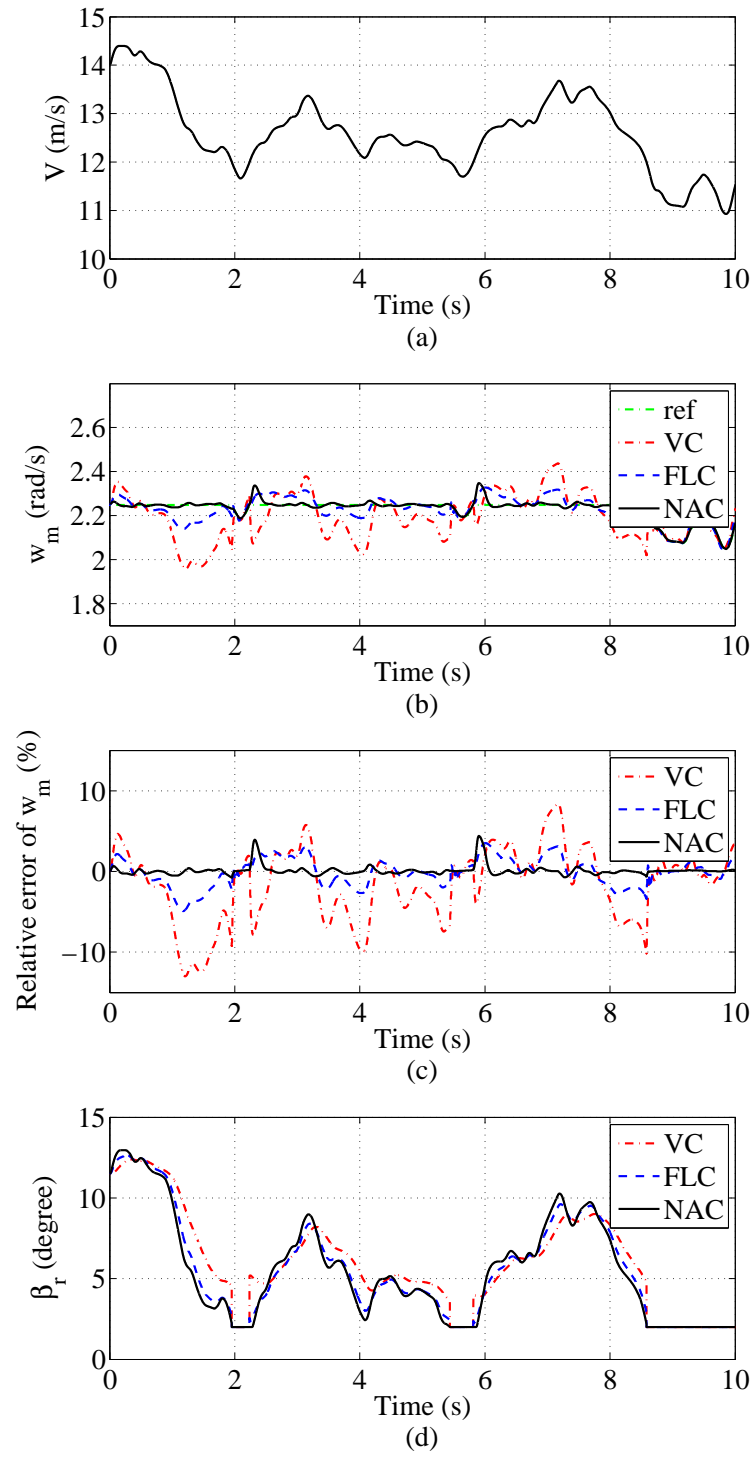 15
14
13
12
11
10
V (m/s)
0 2 4 6 8 10
Time (s)
(a)
2.6
2.4
2.2
2
1.8
w_m (rad/s)
ref
VC
FLC
NAC
0 2 4 6 8 10
Time (s)
(b)
10
0
−10
Relative error of w_m (%)
VC
FLC
NAC
0 2 4 6 8 10
Time (s)
(c)
15
10
5
0
β_r (degree)
VC
FLC
NAC
0 2 4 6 8 10
Time (s)
(d)